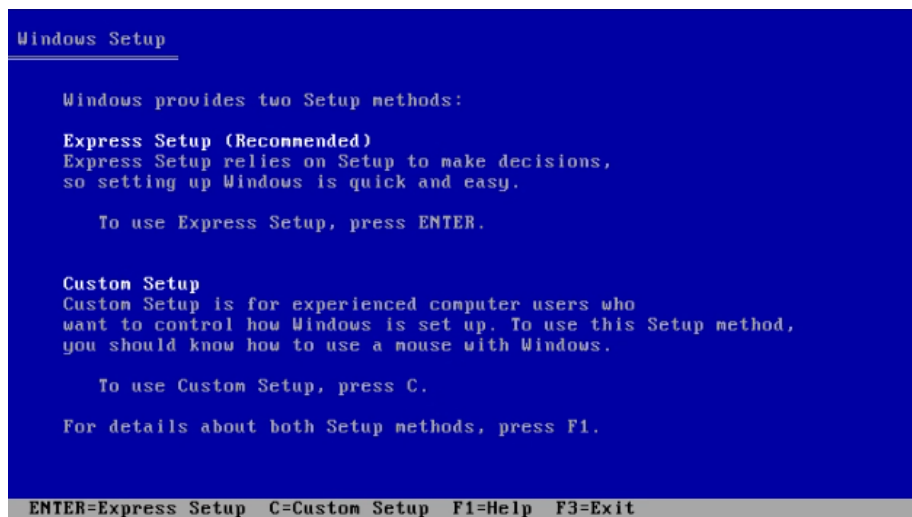 Windows Setup
Windows provides two Setup methods:
Express Setup (Recommended)
Express Setup relies on Setup to make decisions,
so setting up Windows is quick and easy.
To use Express Setup, press ENTER.
Custom Setup
Custom Setup is for experienced computer users who
want to control how Windows is set up. To use this Setup method,
you should know how to use a mouse with Windows.
To use Custom Setup, press C.
For details about both Setup methods, press F1.
ENTER=Express Setup  C=Custom Setup  F1=Help  F3=Exit